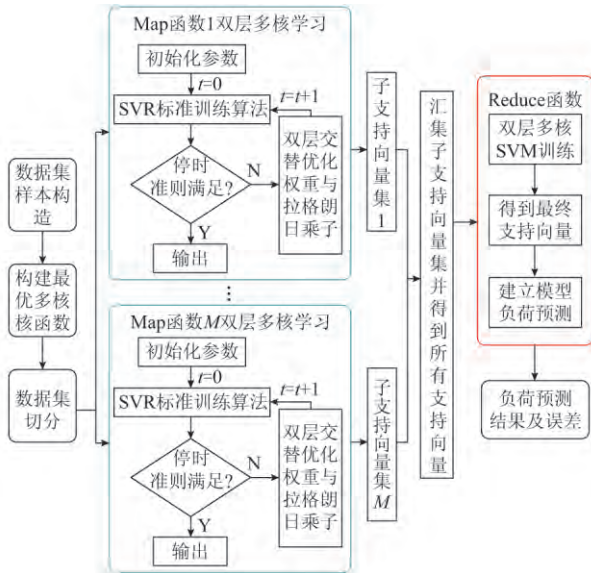 数据集
样本构
造
构建最
优多核
核函数
数据集
切分
Map函数1双层多核学习
初始化参数
t=0
t=t+1
SVR标准训练算法
停时
准则满足?
N
双层交
替优化
权重与
拉格朗
日乘子
Y
输出
⋮
Map函数M双层多核学习
初始化参数
t=0
t=t+1
SVR标准训练算法
停时
准则满足?
N
双层交
替优化
权重与
拉格朗
日乘子
Y
输出
子支持向量集1
子支持向量集M
汇集子支持向量集并得到所有支持向量
Reduce函数
双层多核
SVM训练
得到最终
支持向量
建立模型
负荷预测
负荷预测
结果及误差